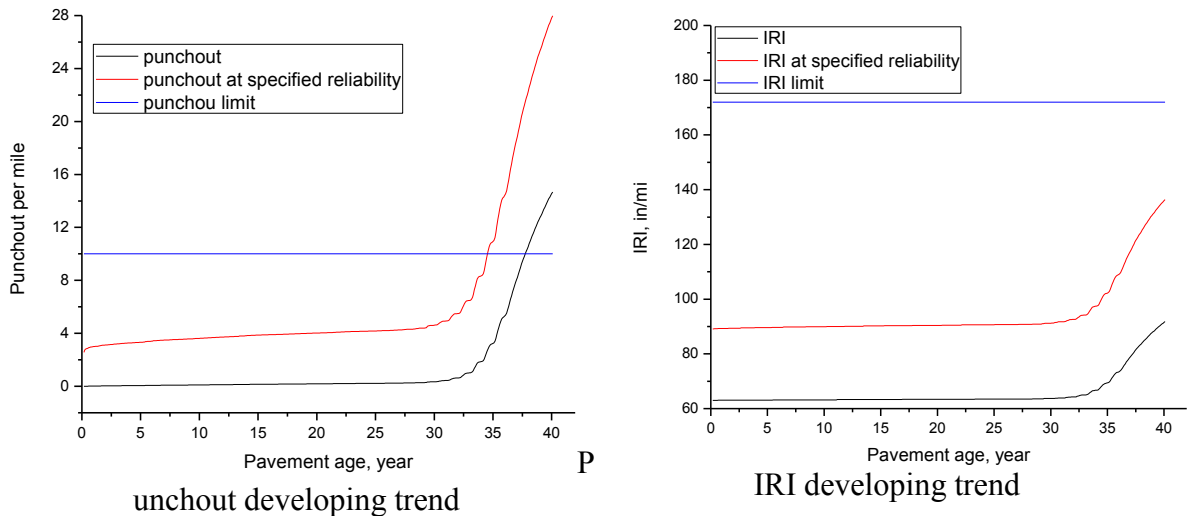 28
24
20
16
12
8
4
0
-2
Punchout per mile
punchout
punchout at specified reliability
punchou limit
0 5 10 15 20 25 30 35 40
Pavement age, year
P
unchout developing trend
200
180
160
140
120
100
80
60
IRI, in/mi
IRI
IRI at specified reliability
IRI limit
0 5 10 15 20 25 30 35 40
Pavement age, year
IRI developing trend